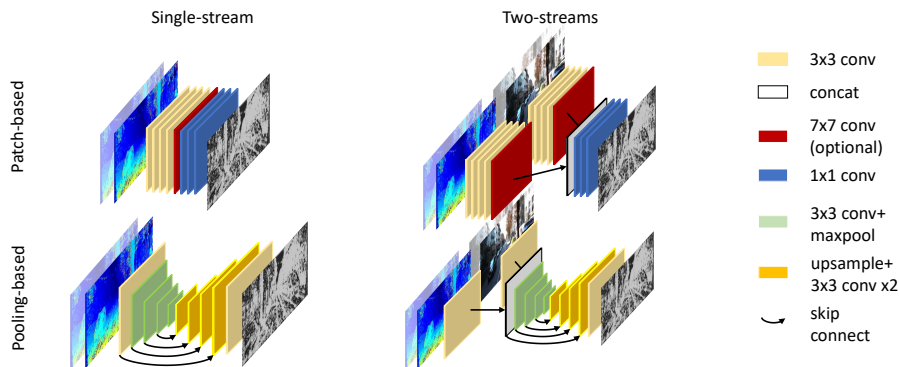 Single-stream
Two-streams
Patch-based
Pooling-based
3x3 conv
concat
7x7 conv
(optional)
1x1 conv
3x3 conv+
maxpool
upsample+
3x3 conv x2
skip
connect